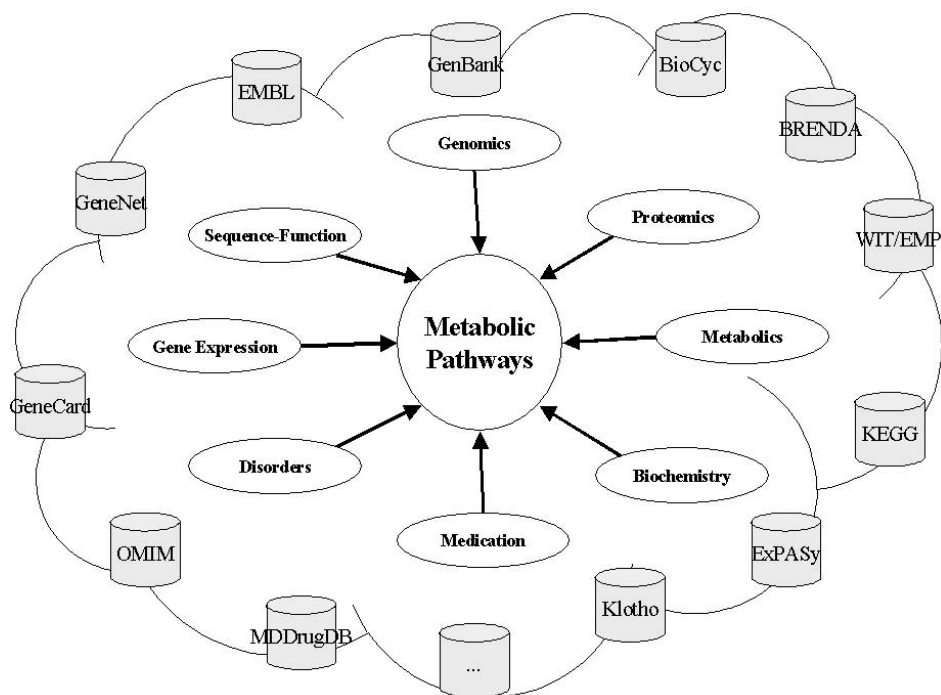 GenBank
BioCyc
EMBL
BRENDA
Genomics
GeneNet
Proteomics
Sequence-Function
WIT/EMP
Metabolic
Pathways
Gene Expression
Metabolics
GeneCard
KEGG
Disorders
Biochemistry
Medication
OMIM
ExPASy
Klotho
MDDrugDB
...